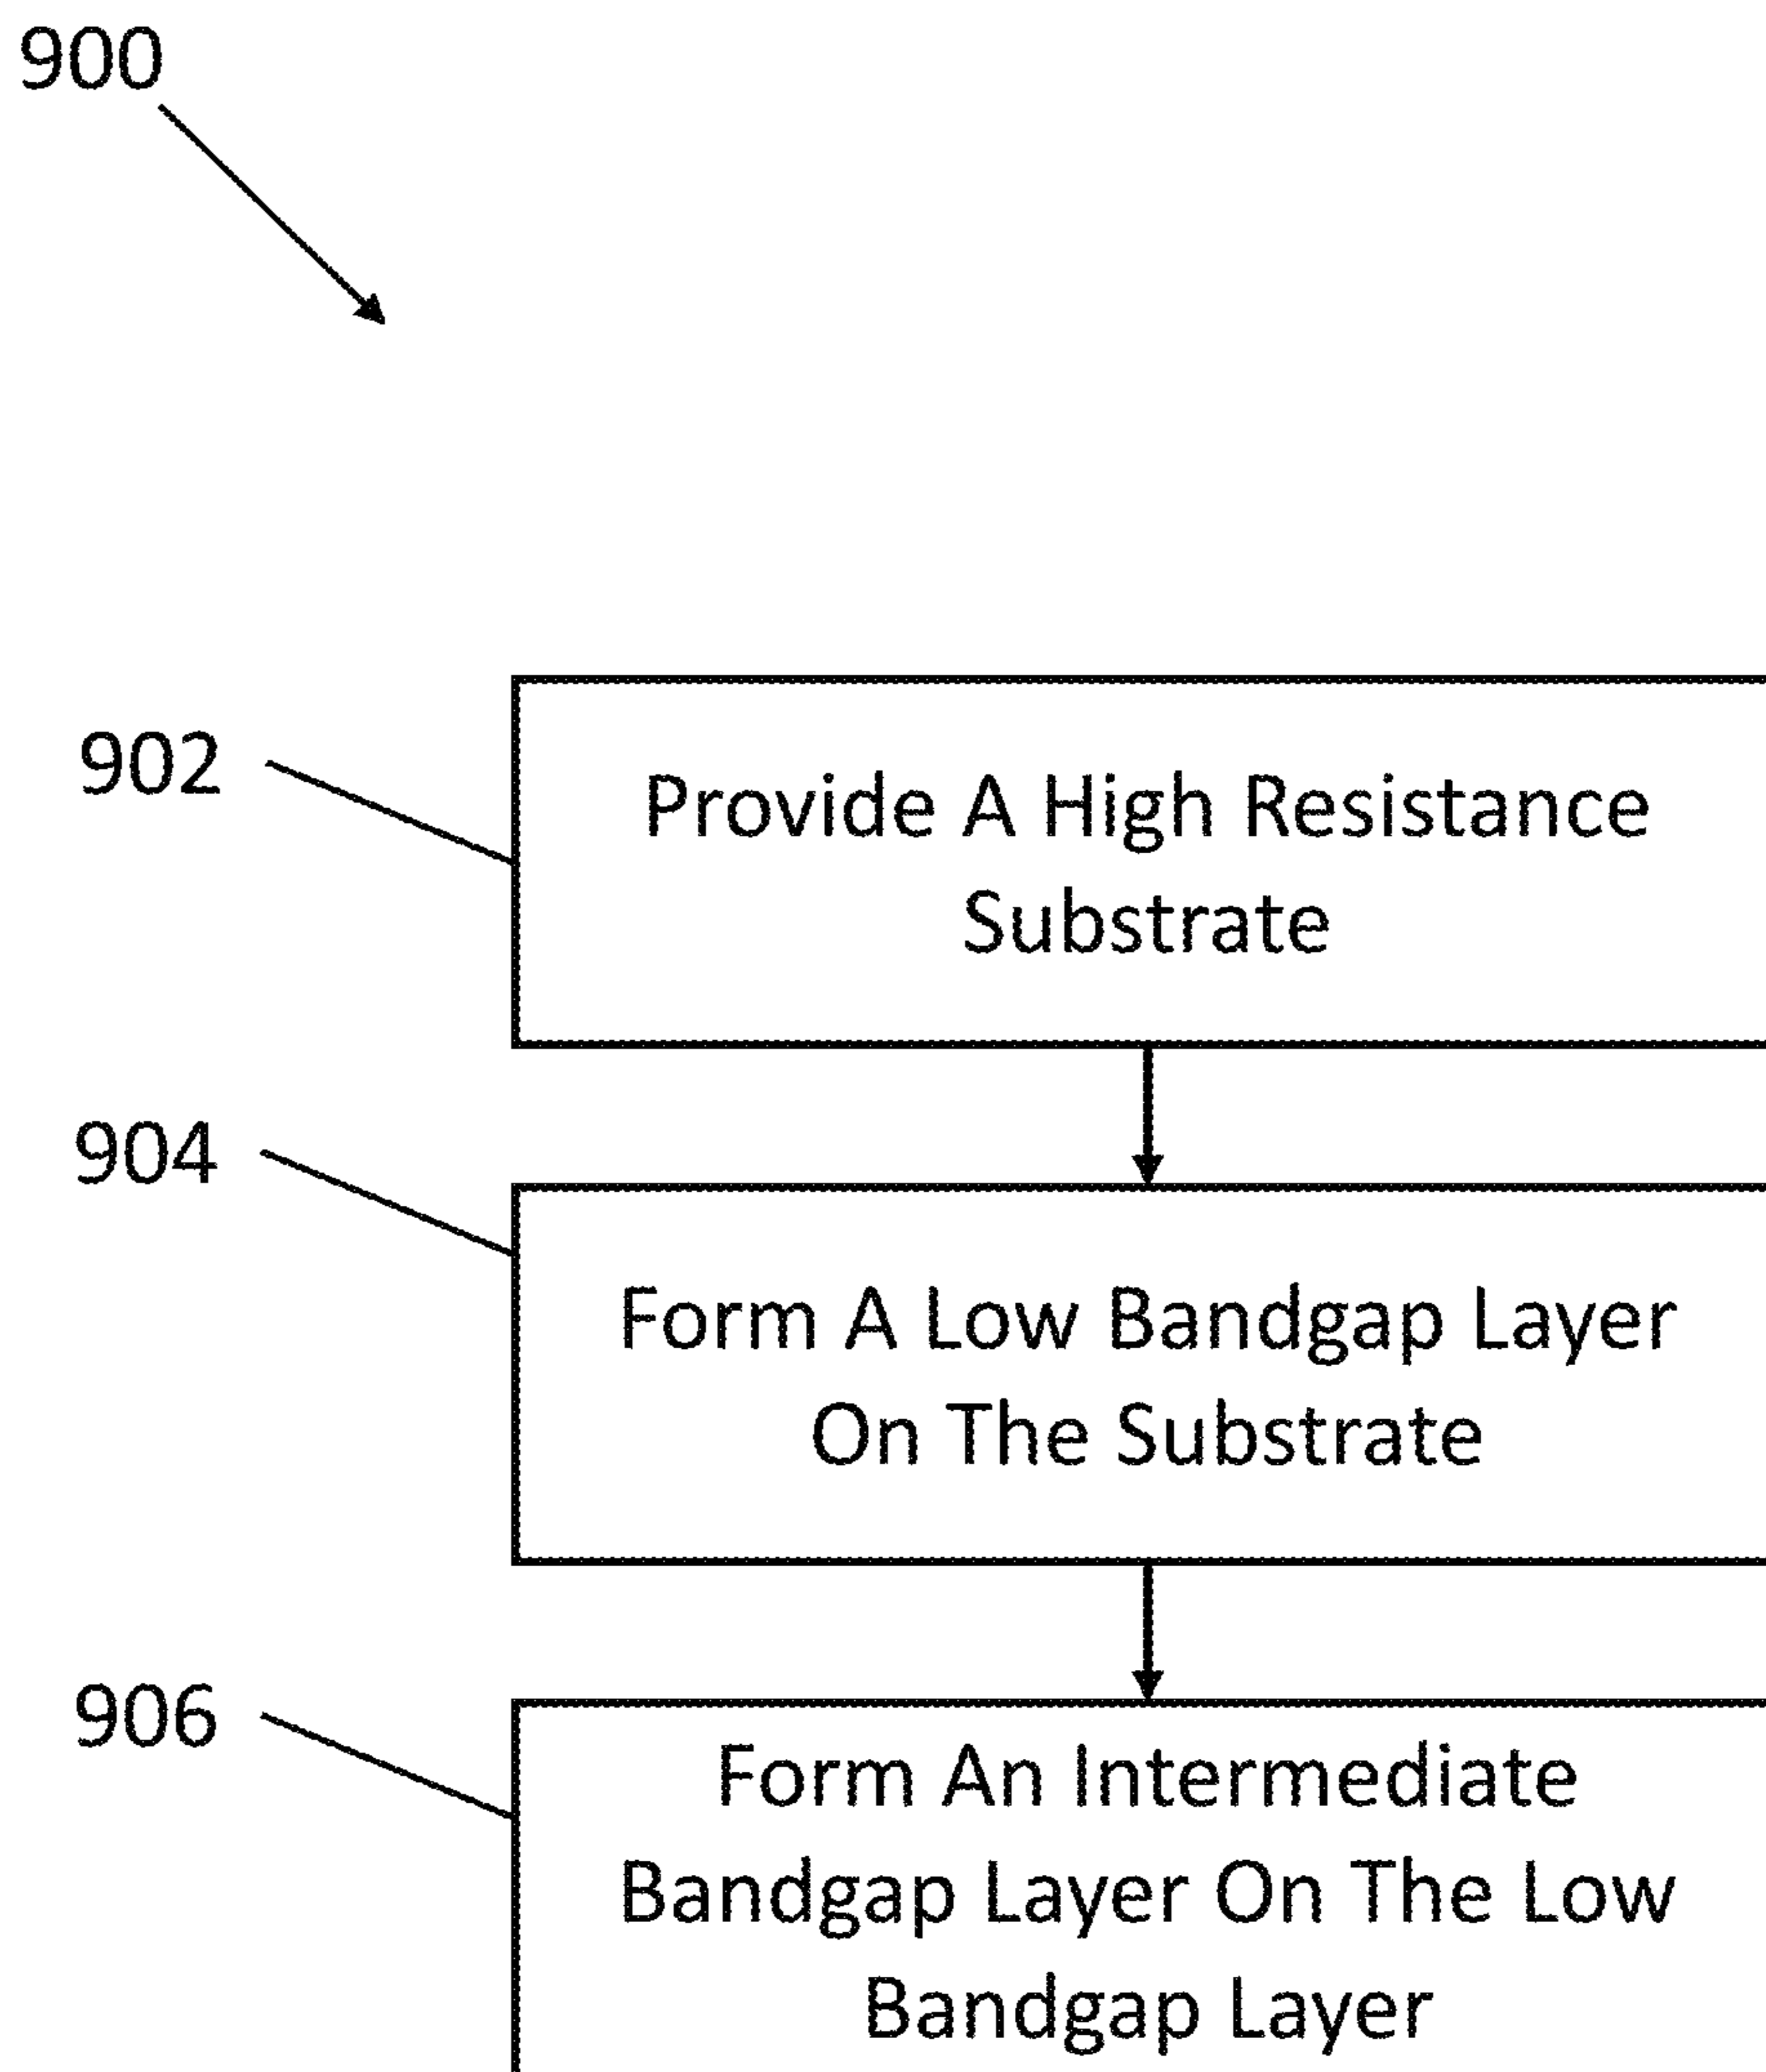 900
902
Provide A High Resistance
Substrate
904
Form A Low Bandgap Layer
On The Substrate
906
Form An Intermediate
Bandgap Layer On The Low
Bandgap Layer